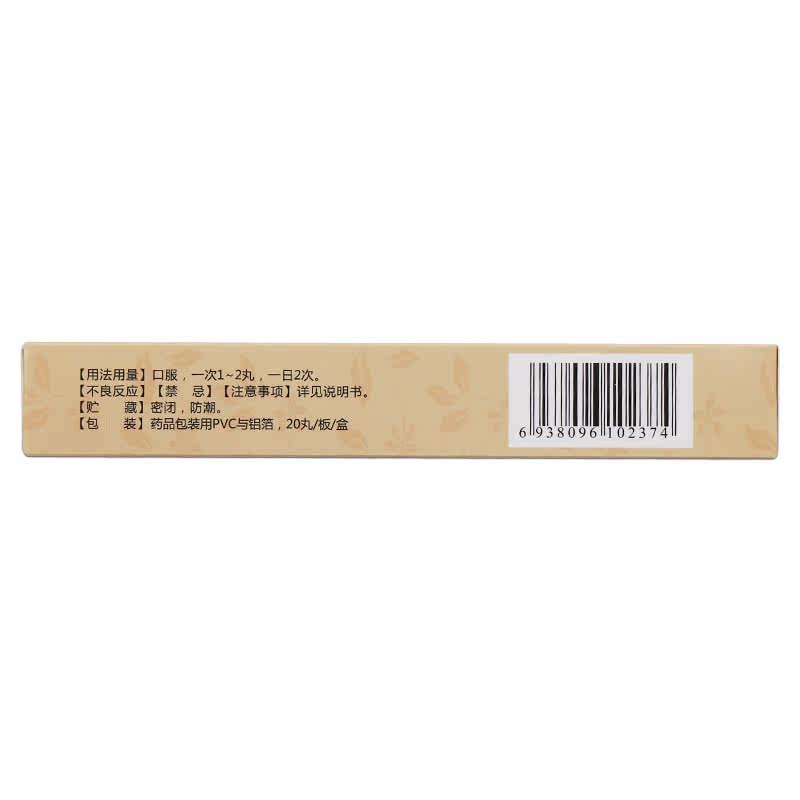 【用法用量】口服，一次1~2丸，一日2次。
【不良反应】【禁 忌】【注意事项】详见说明书。
【贮 藏】密闭，防潮。
【包 装】药品包装用PVC与铝箔，20丸/板/盒
6 938096 102374